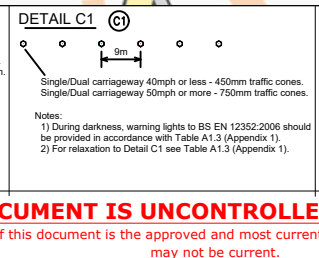 DETAIL C1 C1
9m
m.
Single/Dual carriageway 40mph or less - 450mm traffic cones.
Single/Dual carriageway 50mph or more - 750mm traffic cones.
Notes:
1) During darkness, warning lights to BS EN 12352:2006 should
be provided in accordance with Table A1.3 (Appendix 1).
2) For relaxation to Detail C1 see Table A1.3 (Appendix 1).
CUMENT IS UNCONTROLLE
f this document is the approved and most current
may not be current.